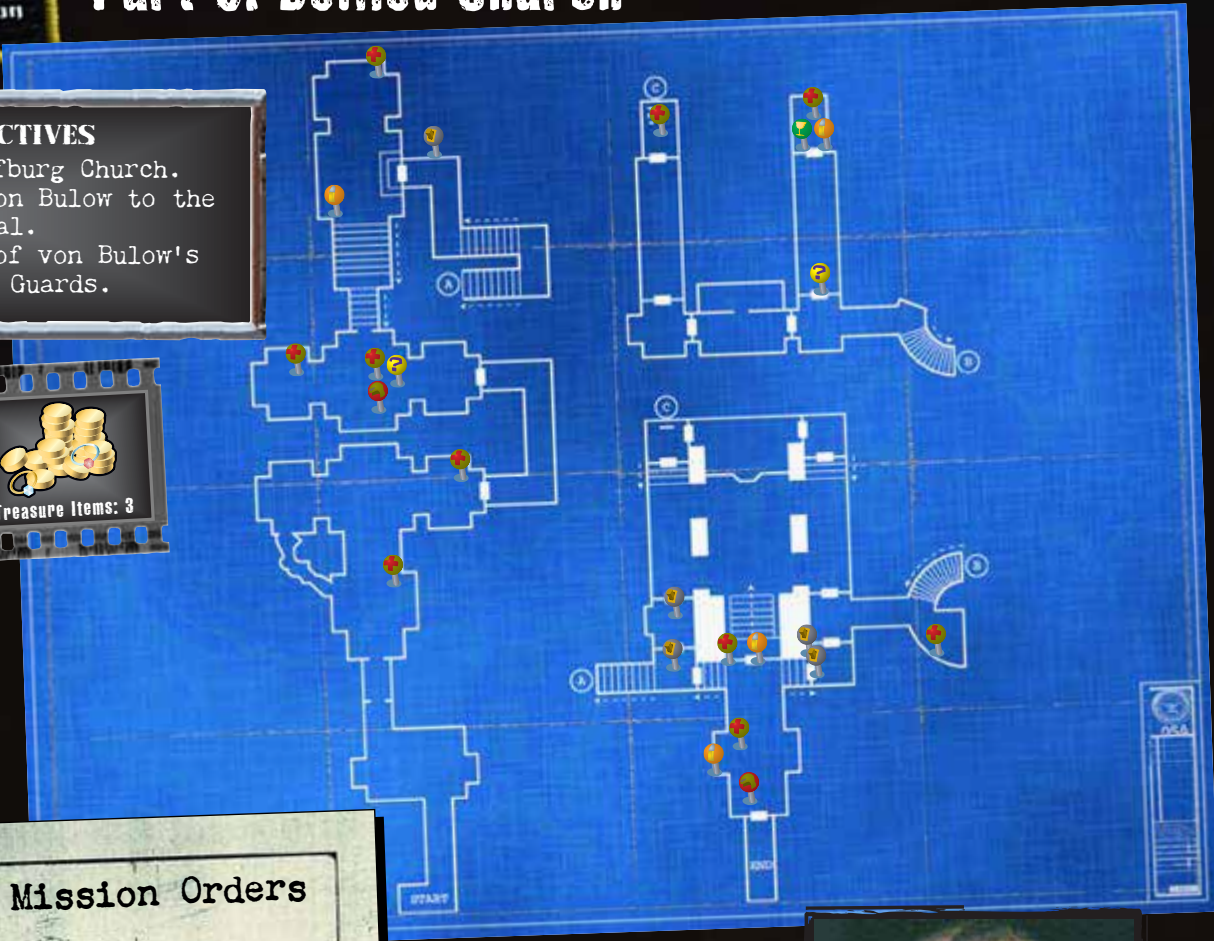 CTIVES
fburg Church.
on Bulow to the
al.
of von Bulow's
Guards.
Treasure Items: 3
Mission Orders
C
A
B
C
B
A
OSA
START
END